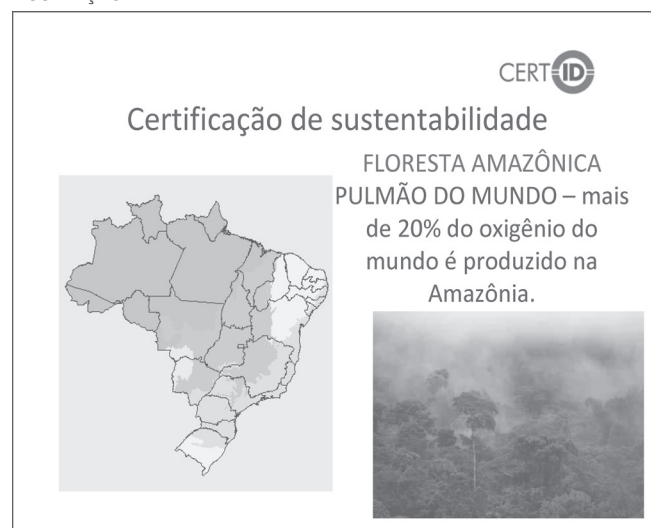 CERT ID
Certificação de sustentabilidade
FLORESTA AMAZÔNICA
PULMÃO DO MUNDO – mais
de 20% do oxigênio do
mundo é produzido na
Amazônia.